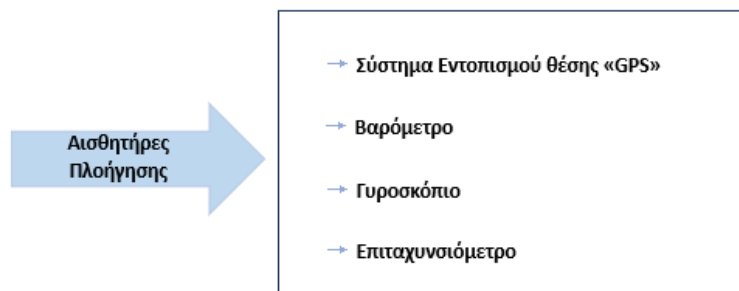 Αισθητήρες
Πλοήγησης
Σύστημα Εντοπισμού θέσης «GPS»
Βαρόμετρο
Γυροσκόπιο
Επιταχυνσιόμετρο